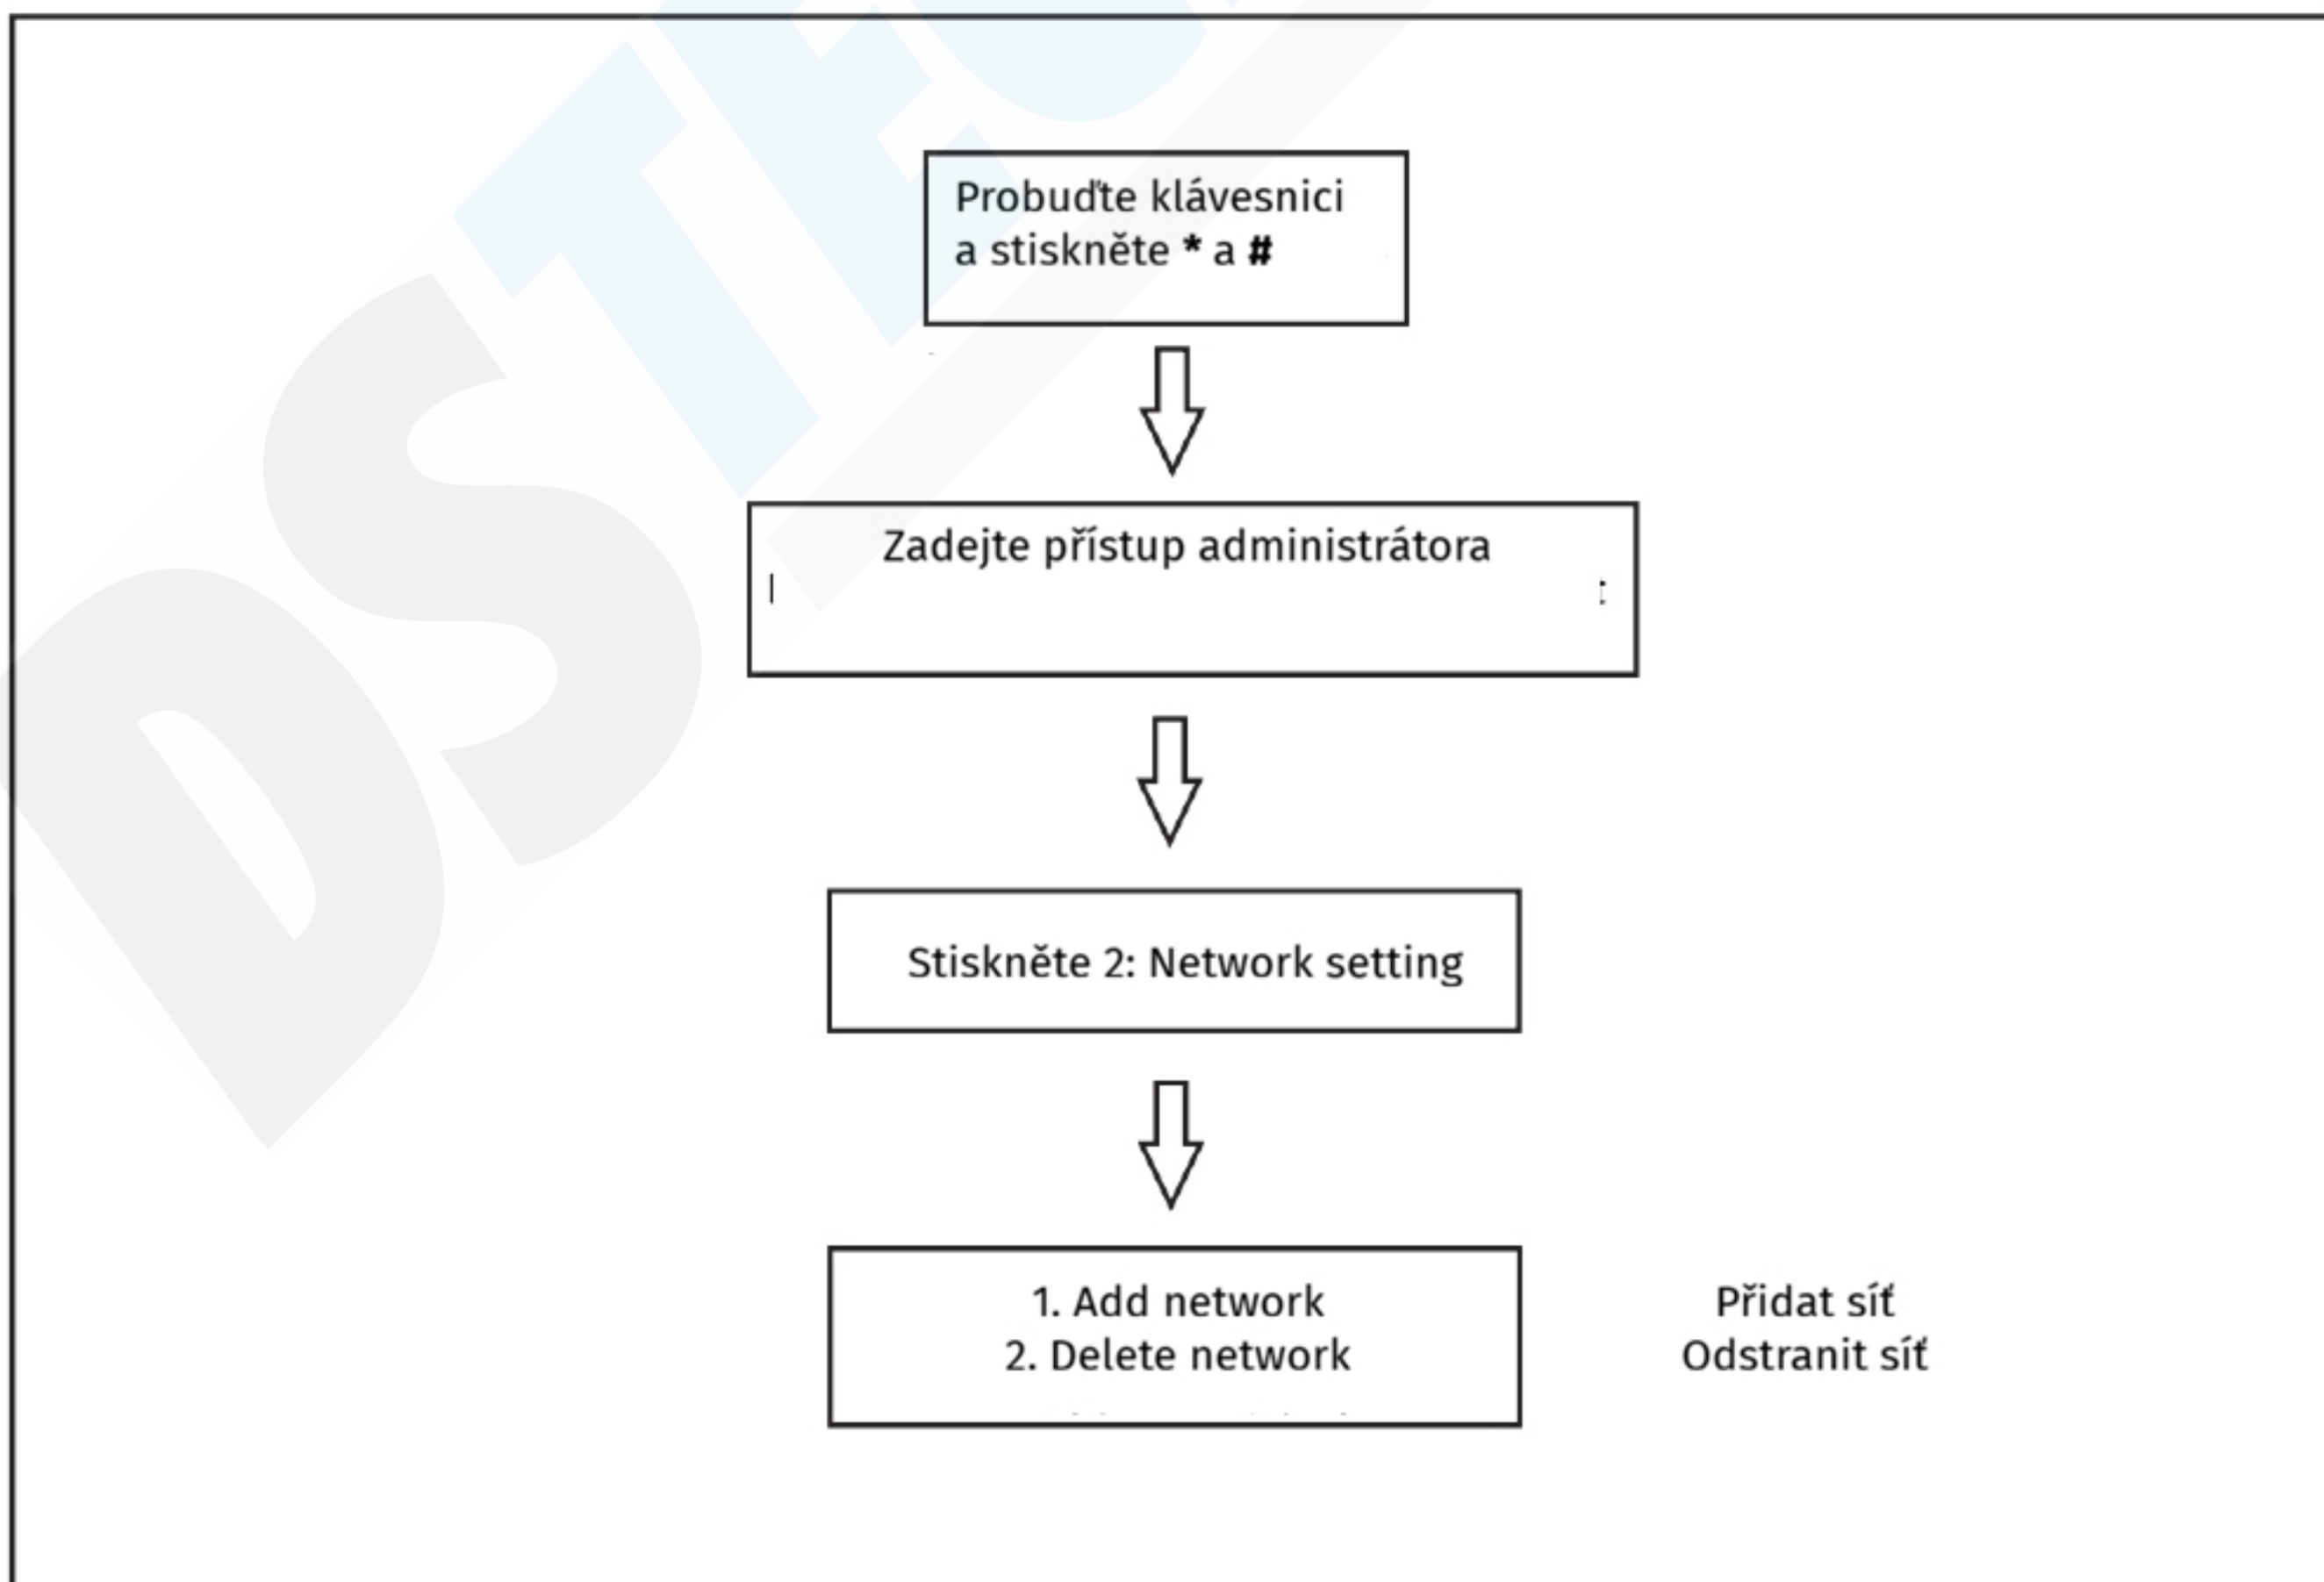 Probuďte klávesnici
a stiskněte * a #
Zadejte přístup administrátora
Stiskněte 2: Network setting
1. Add network
2. Delete network
Přidat síť
Odstranit síť